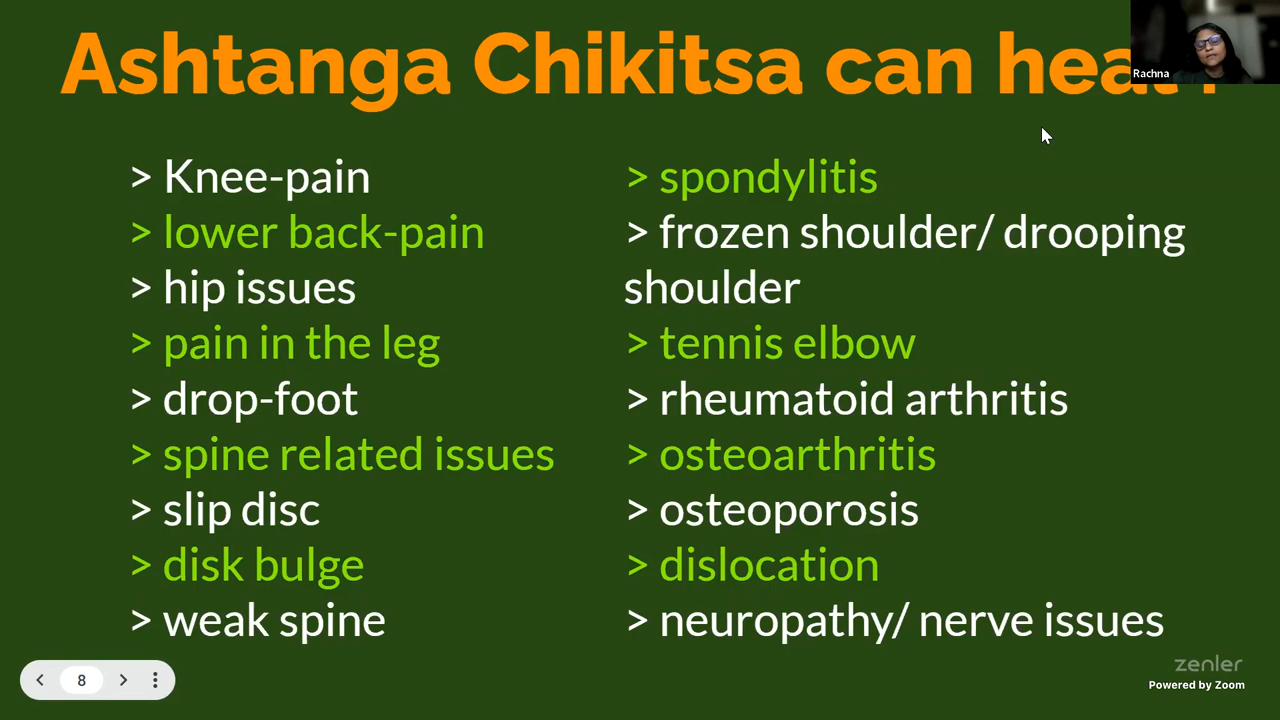 Ashtanga Chikitsa can
Rachna
> Knee-pain
> lower back-pain
> hip issues
> pain in the leg
> drop-foot
> spine related issues
> slip disc
> disk bulge
> weak spine
> spondylitis
> frozen shoulder/ drooping
shoulder
> tennis elbow
> rheumatoid arthritis
> osteoarthritis
> osteoporosis
> dislocation
> neuropathy/ nerve issues
8
zenler
Powered by Zoom